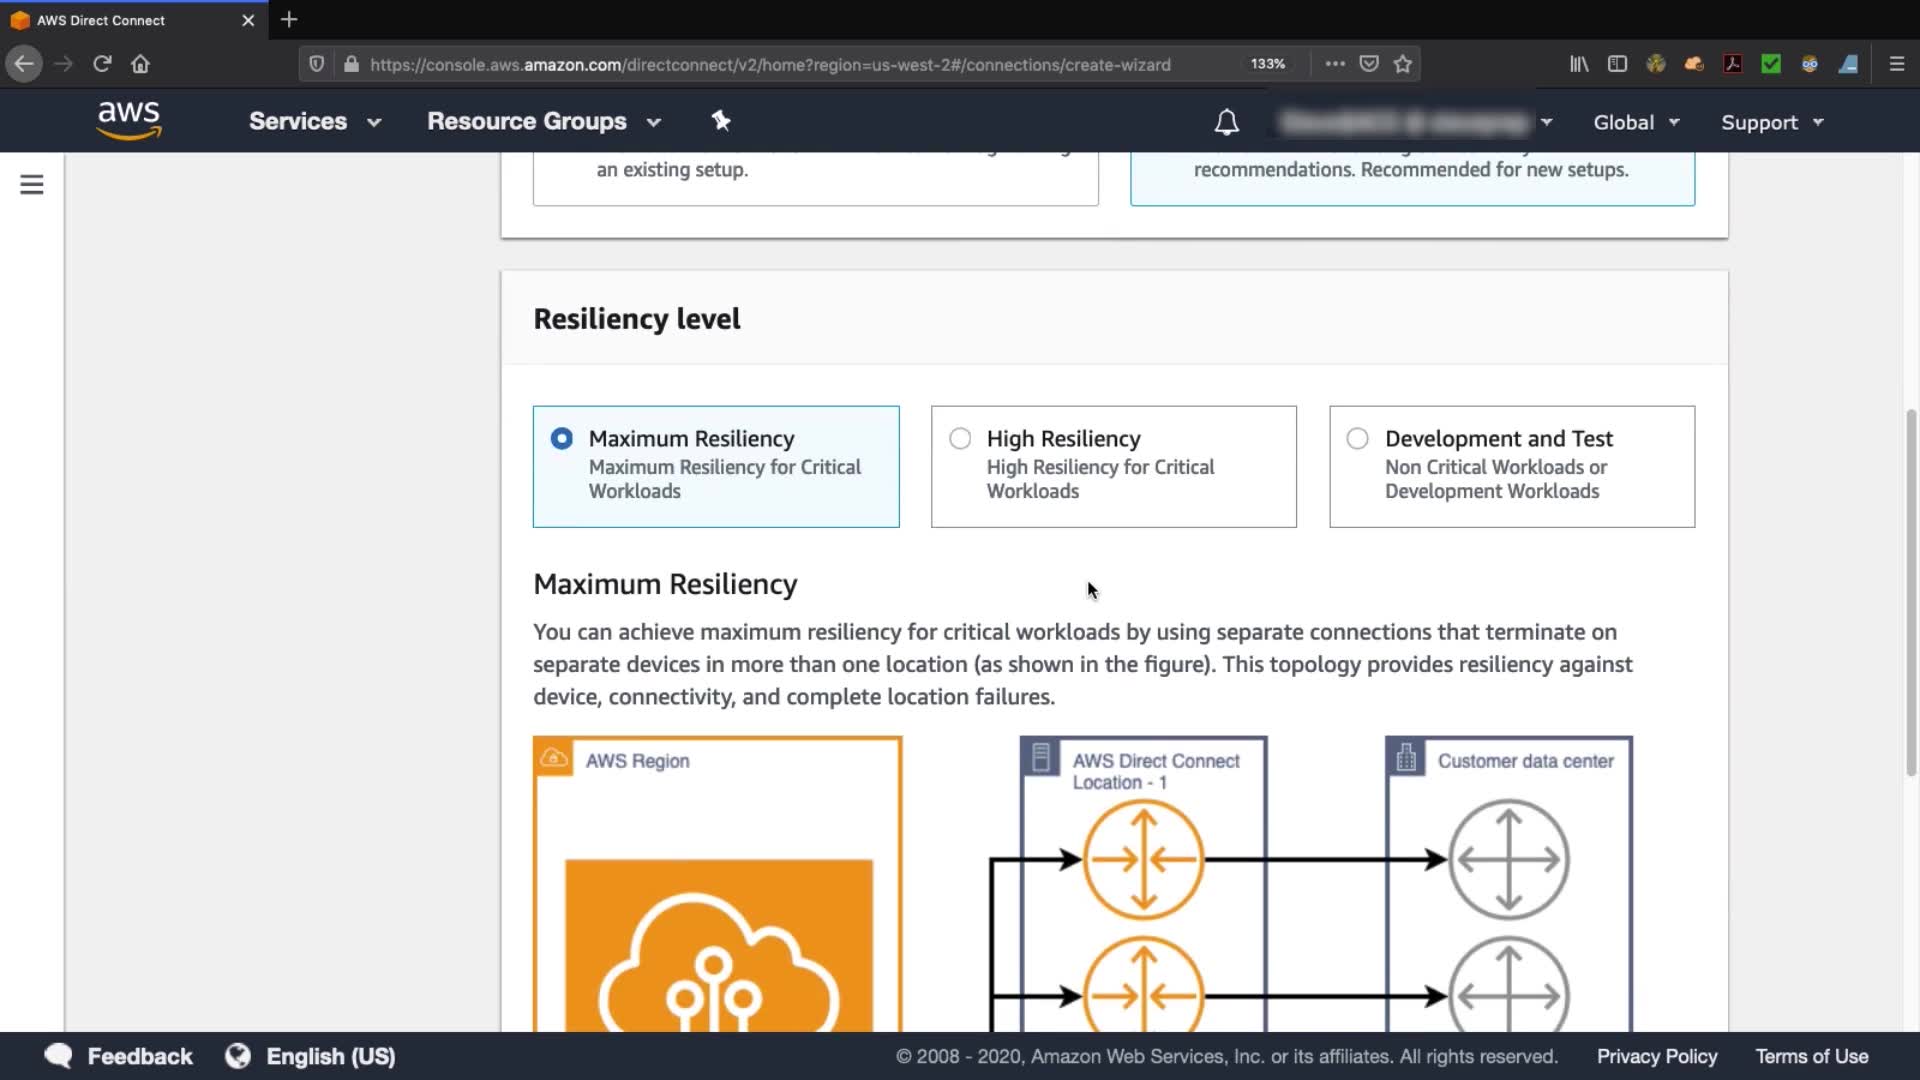 AWS Direct Connect
https://console.aws.amazon.com/directconnect/v2/home?region=us-west-2#/connections/create-wizard
133%
aws
Services
Resource Groups
Global
Support
an existing setup.
recommendations. Recommended for new setups.
Resiliency level
Maximum Resiliency
Maximum Resiliency for Critical
Workloads
High Resiliency
High Resiliency for Critical
Workloads
Development and Test
Non Critical Workloads or
Development Workloads
Maximum Resiliency
You can achieve maximum resiliency for critical workloads by using separate connections that terminate on
separate devices in more than one location (as shown in the figure). This topology provides resiliency against
device, connectivity, and complete location failures.
AWS Region
AWS Direct Connect
Location - 1
Customer data center
Feedback
English (US)
© 2008 - 2020, Amazon Web Services, Inc. or its affiliates. All rights reserved.
Privacy Policy
Terms of Use